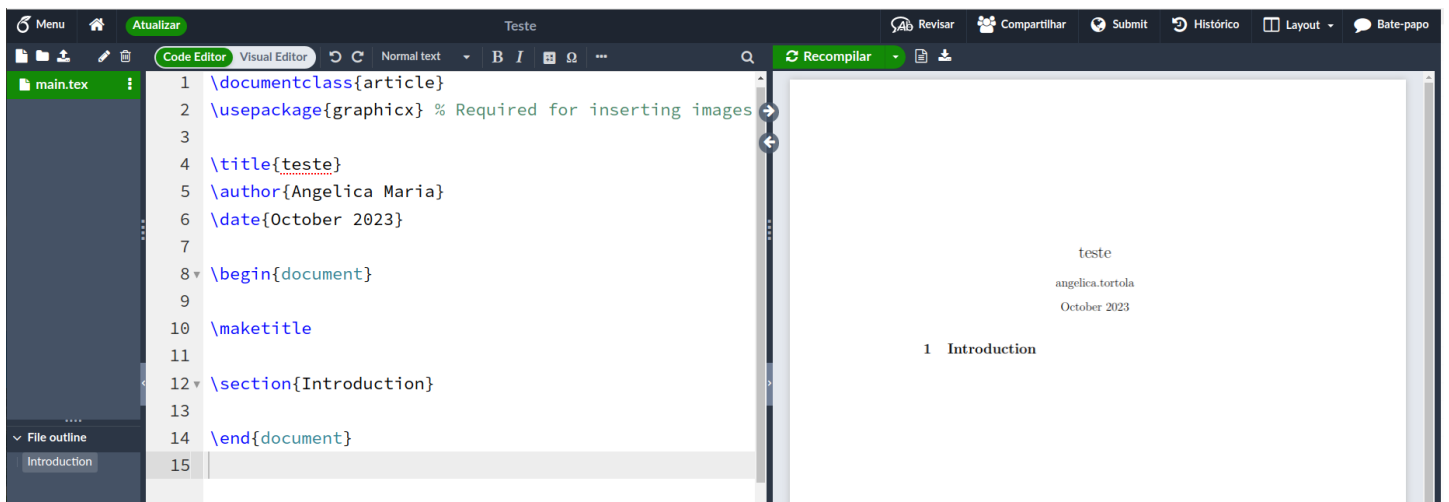 Menu Atualizar Teste Revisar Compartilhar Submit Histórico Layout Bate-papo
Code Editor Visual Editor Normal text B I Ω ... Recompilar
main.tex
1 \documentclass{article}
2 \usepackage{graphicx} % Required for inserting images
3
4 \title{teste}
5 \author{Angelica Maria}
6 \date{October 2023}
7
8 \begin{document}
9
10 \maketitle
11
12 \section{Introduction}
13
14 \end{document}
15
File outline
Introduction
teste
angelica.tortola
October 2023
1 Introduction